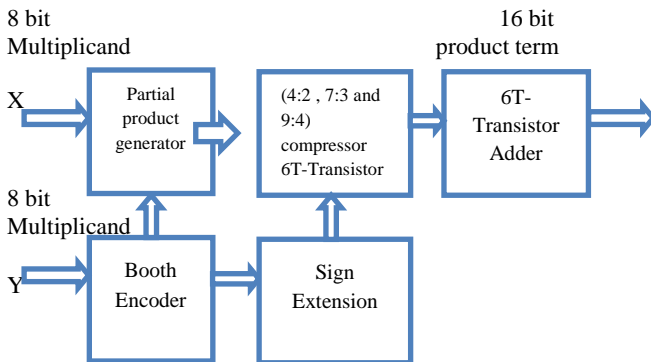 8 bit
Multiplicand
16 bit
product term
X
Partial
product
generator
(4:2 , 7:3 and
9:4)
compressor
6T-Transistor
6T-
Transistor
Adder
8 bit
Multiplicand
Y
Booth
Encoder
Sign
Extension